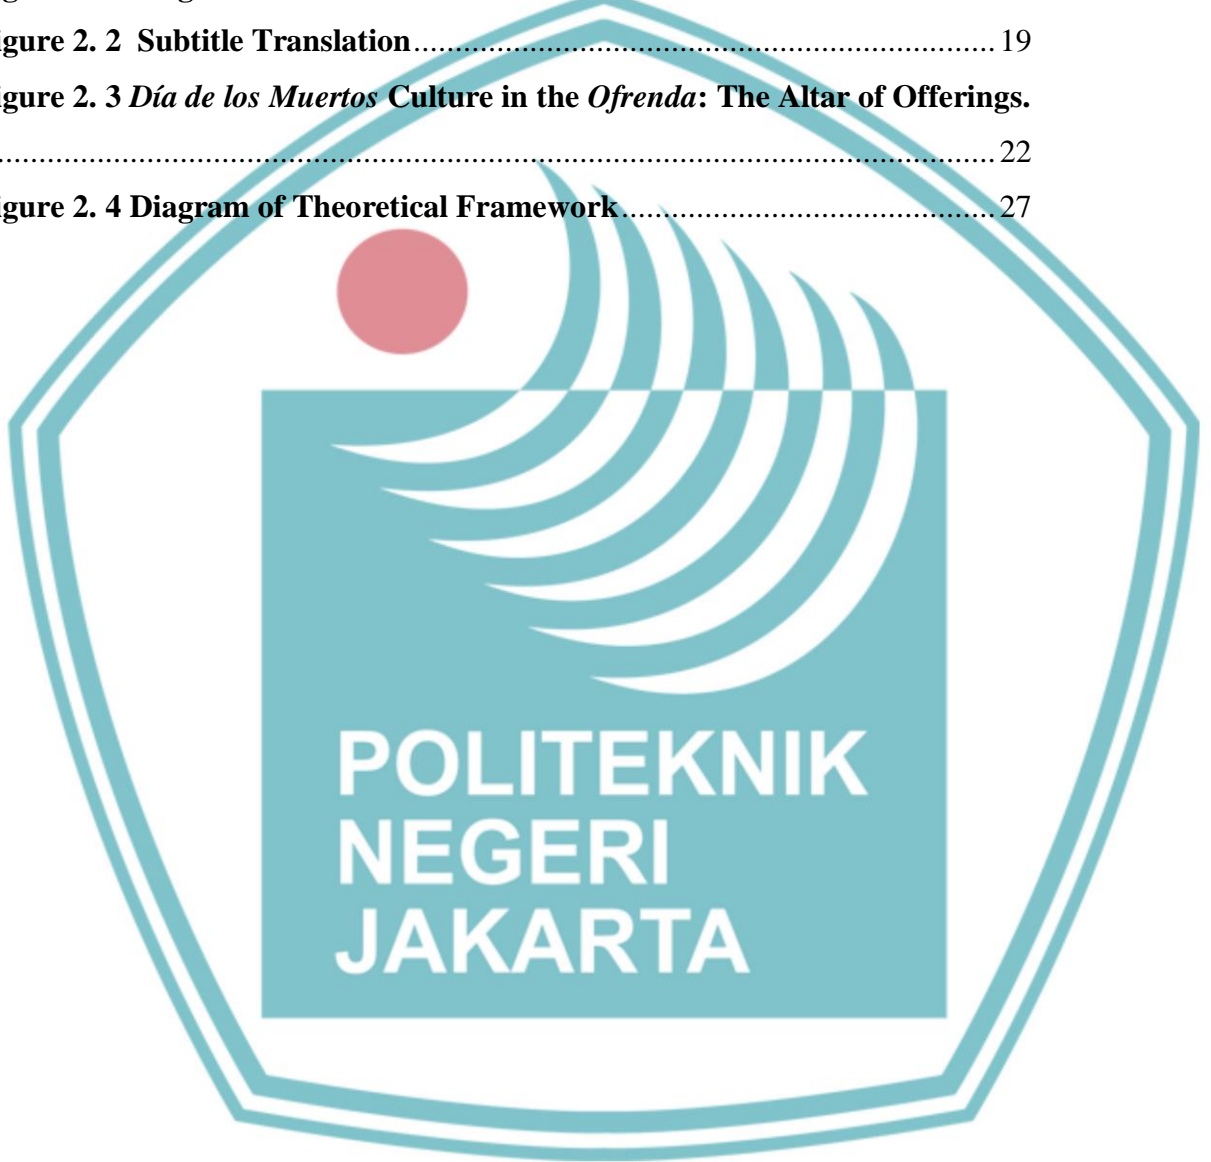 igure 2. 2  Subtitle Translation....................................................................... 19
igure 2. 3 Día de los Muertos Culture in the Ofrenda: The Altar of Offerings.
......................................................................................................................... 22
igure 2. 4 Diagram of Theoretical Framework.............................................. 27
POLITEKNIK
NEGERI
JAKARTA